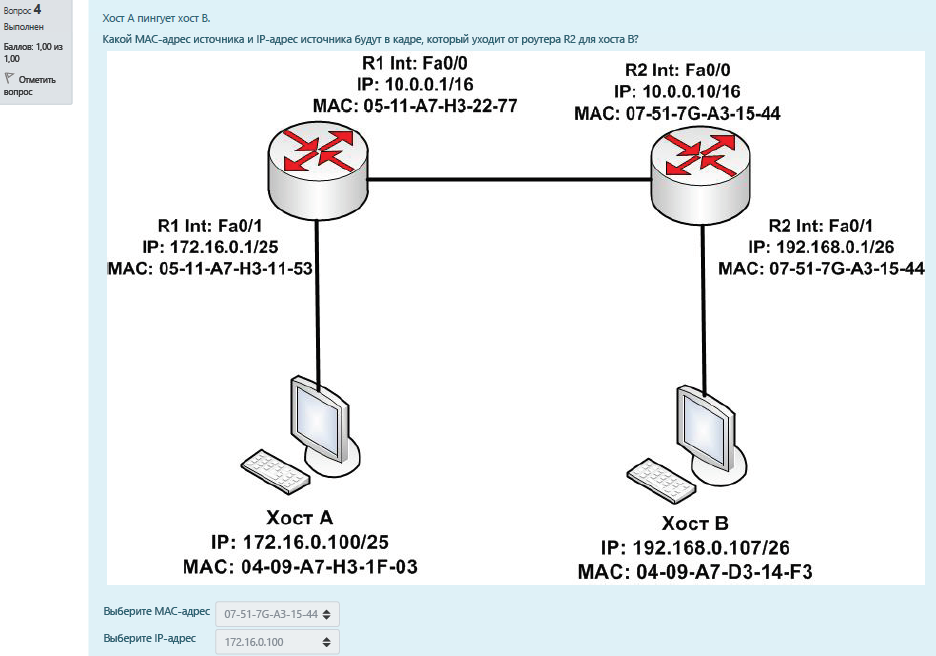 Вопрос 4
Выполнен
Баллов: 1,00 из
1,00
Отметить
вопрос
Хост А пингует хост В.
Какой MAC-адрес источника и IP-адрес источника будут в кадре, который уходит от роутера R2 для хоста В?
R1 Int: Fa0/0
IP: 10.0.0.1/16
MAC: 05-11-A7-H3-22-77
R2 Int: Fa0/0
IP: 10.0.0.10/16
MAC: 07-51-7G-A3-15-44
R1 Int: Fa0/1
IP: 172.16.0.1/25
MAC: 05-11-A7-H3-11-53
R2 Int: Fa0/1
IP: 192.168.0.1/26
MAC: 07-51-7G-A3-15-44
Хост А
IP: 172.16.0.100/25
MAC: 04-09-A7-H3-1F-03
Хост В
IP: 192.168.0.107/26
MAC: 04-09-A7-D3-14-F3
Выберите MAC-адрес 07-51-7G-A3-15-44
Выберите IP-адрес 172.16.0.100